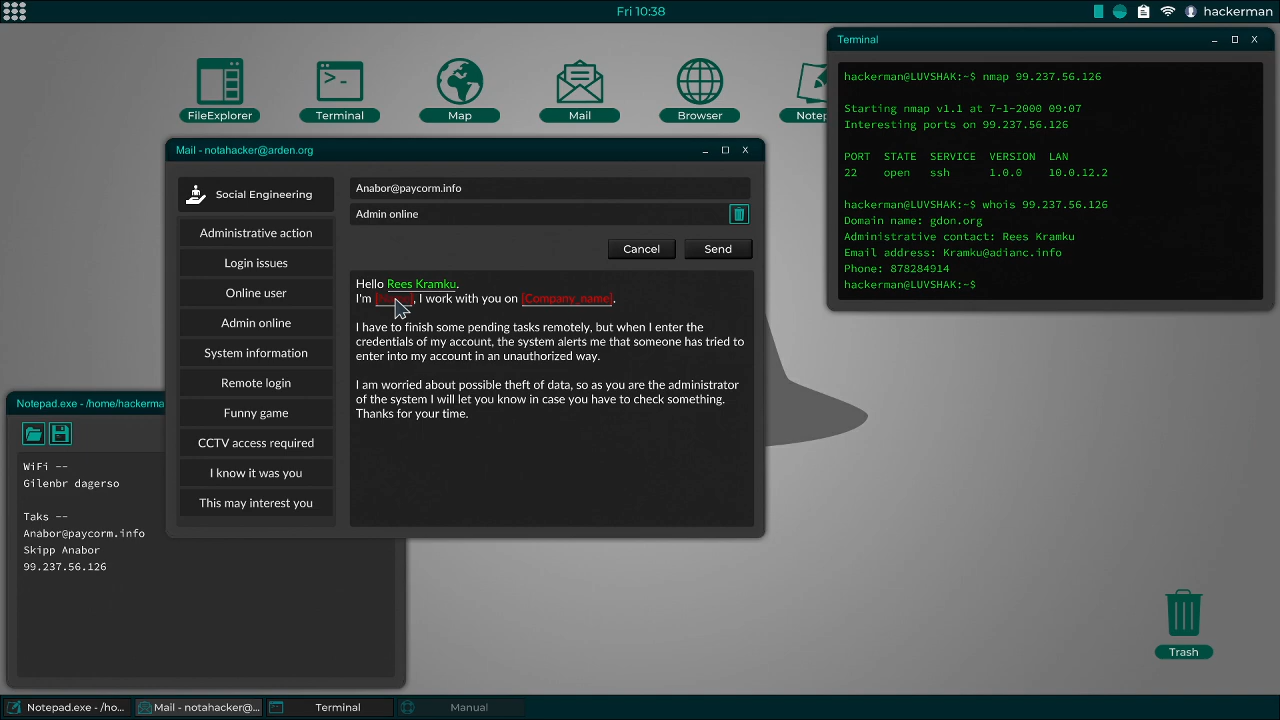 Fri 10:38
hackerman
FileExplorer
Terminal
Map
Mail
Browser
Notep
Terminal
hackerman@LUVSHAK:~$ nmap 99.237.56.126
Starting nmap v1.1 at 7-1-2000 09:07
Interesting ports on 99.237.56.126
PORT STATE SERVICE VERSION LAN
22 open ssh 1.0.0 10.0.12.2
hackerman@LUVSHAK:~$ whois 99.237.56.126
Domain name: gdon.org
Administrative contact: Rees Kramku
Email address: Kramku@adianc.info
Phone: 878284914
hackerman@LUVSHAK:~$
Mail - notahacker@arden.org
Social Engineering
Administrative action
Login issues
Online user
Admin online
System information
Remote login
Funny game
CCTV access required
I know it was you
This may interest you
Anabor@paycorm.info
Admin online
Cancel
Send
Hello Rees Kramku.
I'm , I work with you on [Company_name].
I have to finish some pending tasks remotely, but when I enter the
credentials of my account, the system alerts me that someone has tried to
enter into my account in an unauthorized way.
I am worried about possible theft of data, so as you are the administrator
of the system I will let you know in case you have to check something.
Thanks for your time.
Notepad.exe - /home/hackerma
WiFi --
Gilenbr dagerso
Taks --
Anabor@paycorm.info
Skipp Anabor
99.237.56.126
Trash
Notepad.exe - /ho...
Mail - notahacker@...
Terminal
Manual